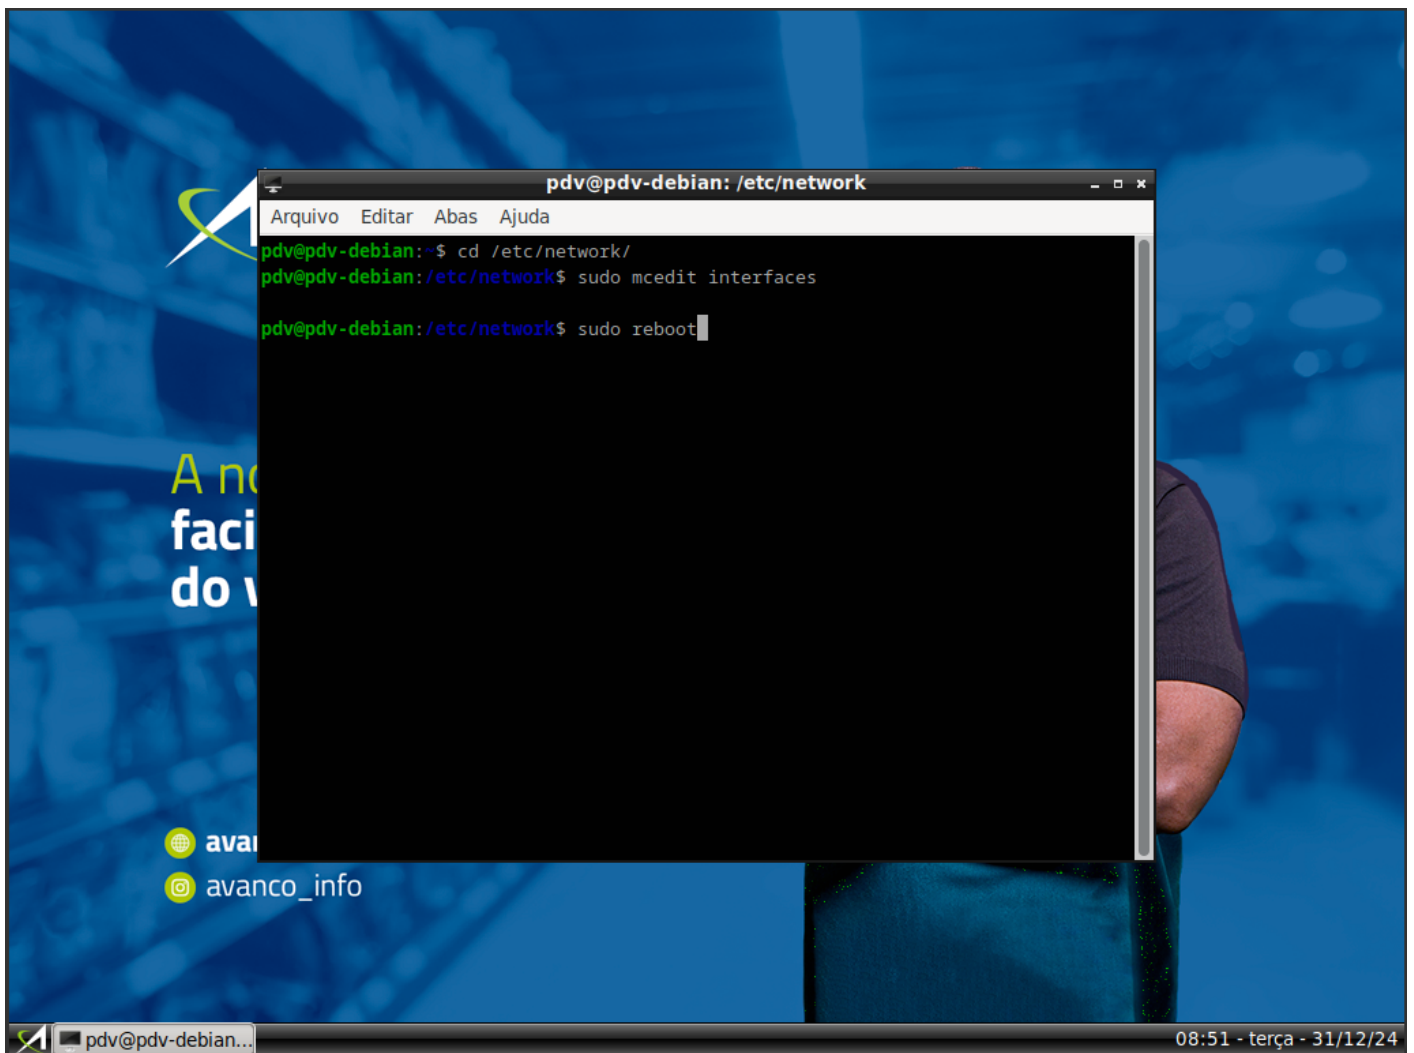 pdv@pdv-debian: /etc/network
Arquivo Editar Abas Ajuda
pdv@pdv-debian:~$ cd /etc/network/
pdv@pdv-debian:/etc/network$ sudo mcedit interfaces
pdv@pdv-debian:/etc/network$ sudo reboot
A
faci
do
avanco_info
pdv@pdv-debian...
08:51 - terça - 31/12/24